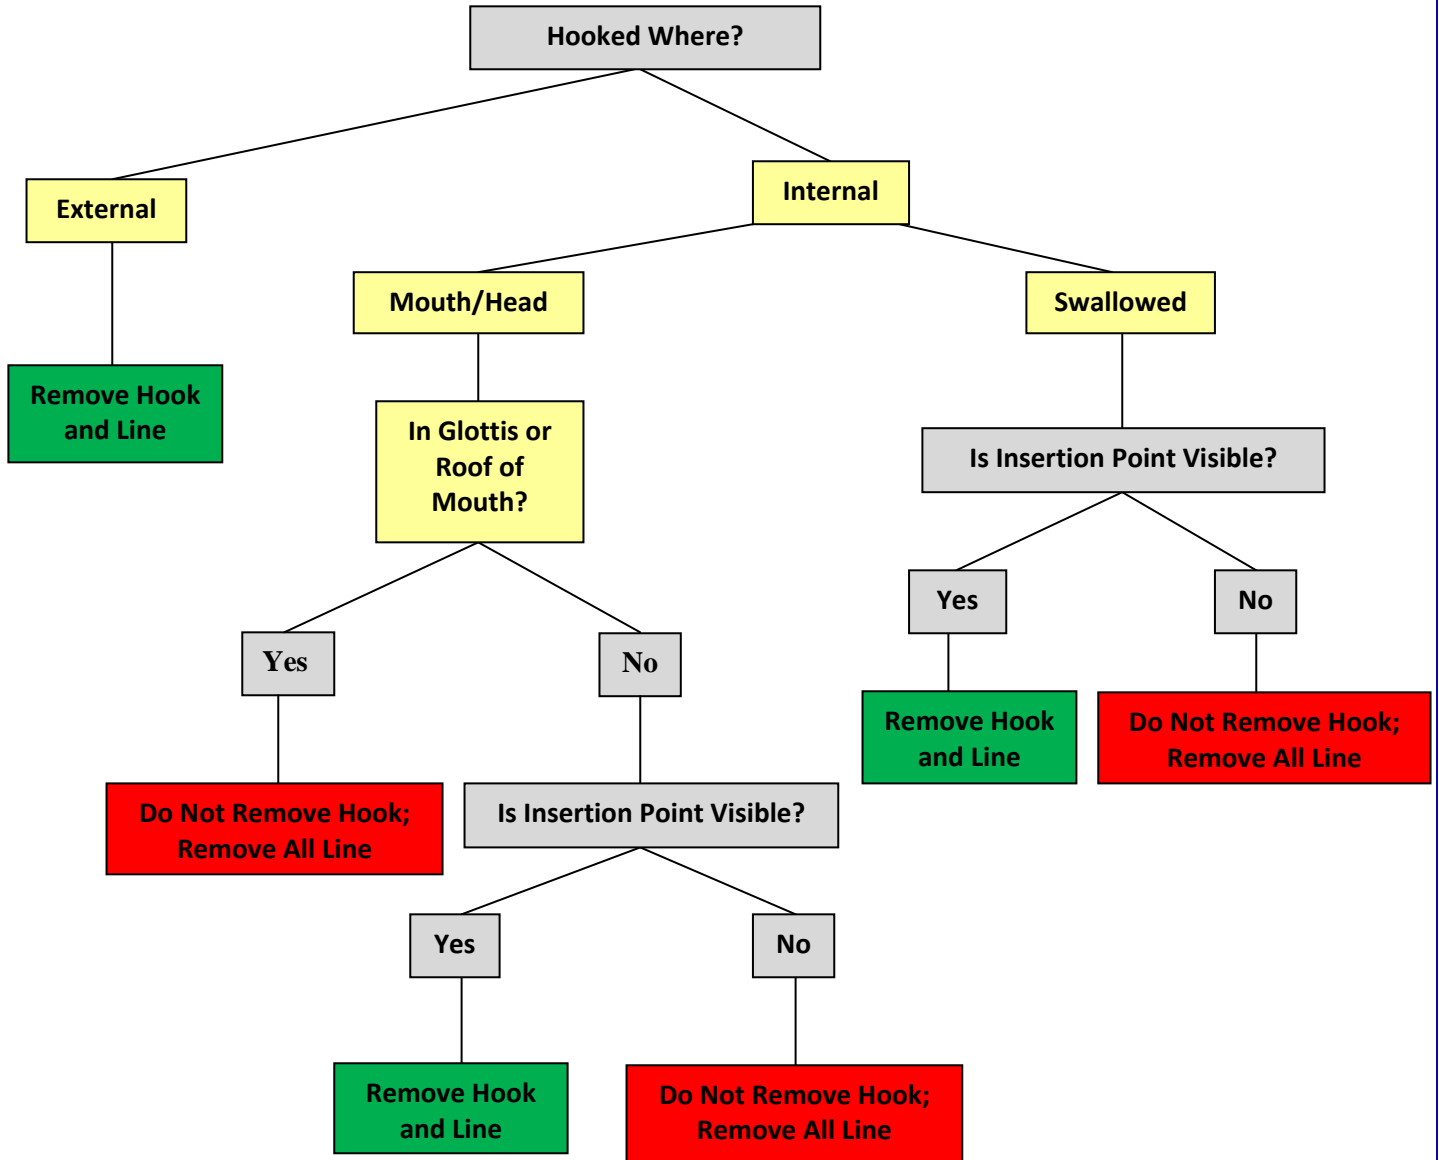 Hooked Where?
External
Internal
Mouth/Head
Swallowed
Remove Hook
and Line
In Glottis or
Roof of
Mouth?
Is Insertion Point Visible?
Yes
No
Yes
No
Remove Hook
and Line
Do Not Remove Hook;
Remove All Line
Do Not Remove Hook;
Remove All Line
Is Insertion Point Visible?
Yes
No
Remove Hook
and Line
Do Not Remove Hook;
Remove All Line